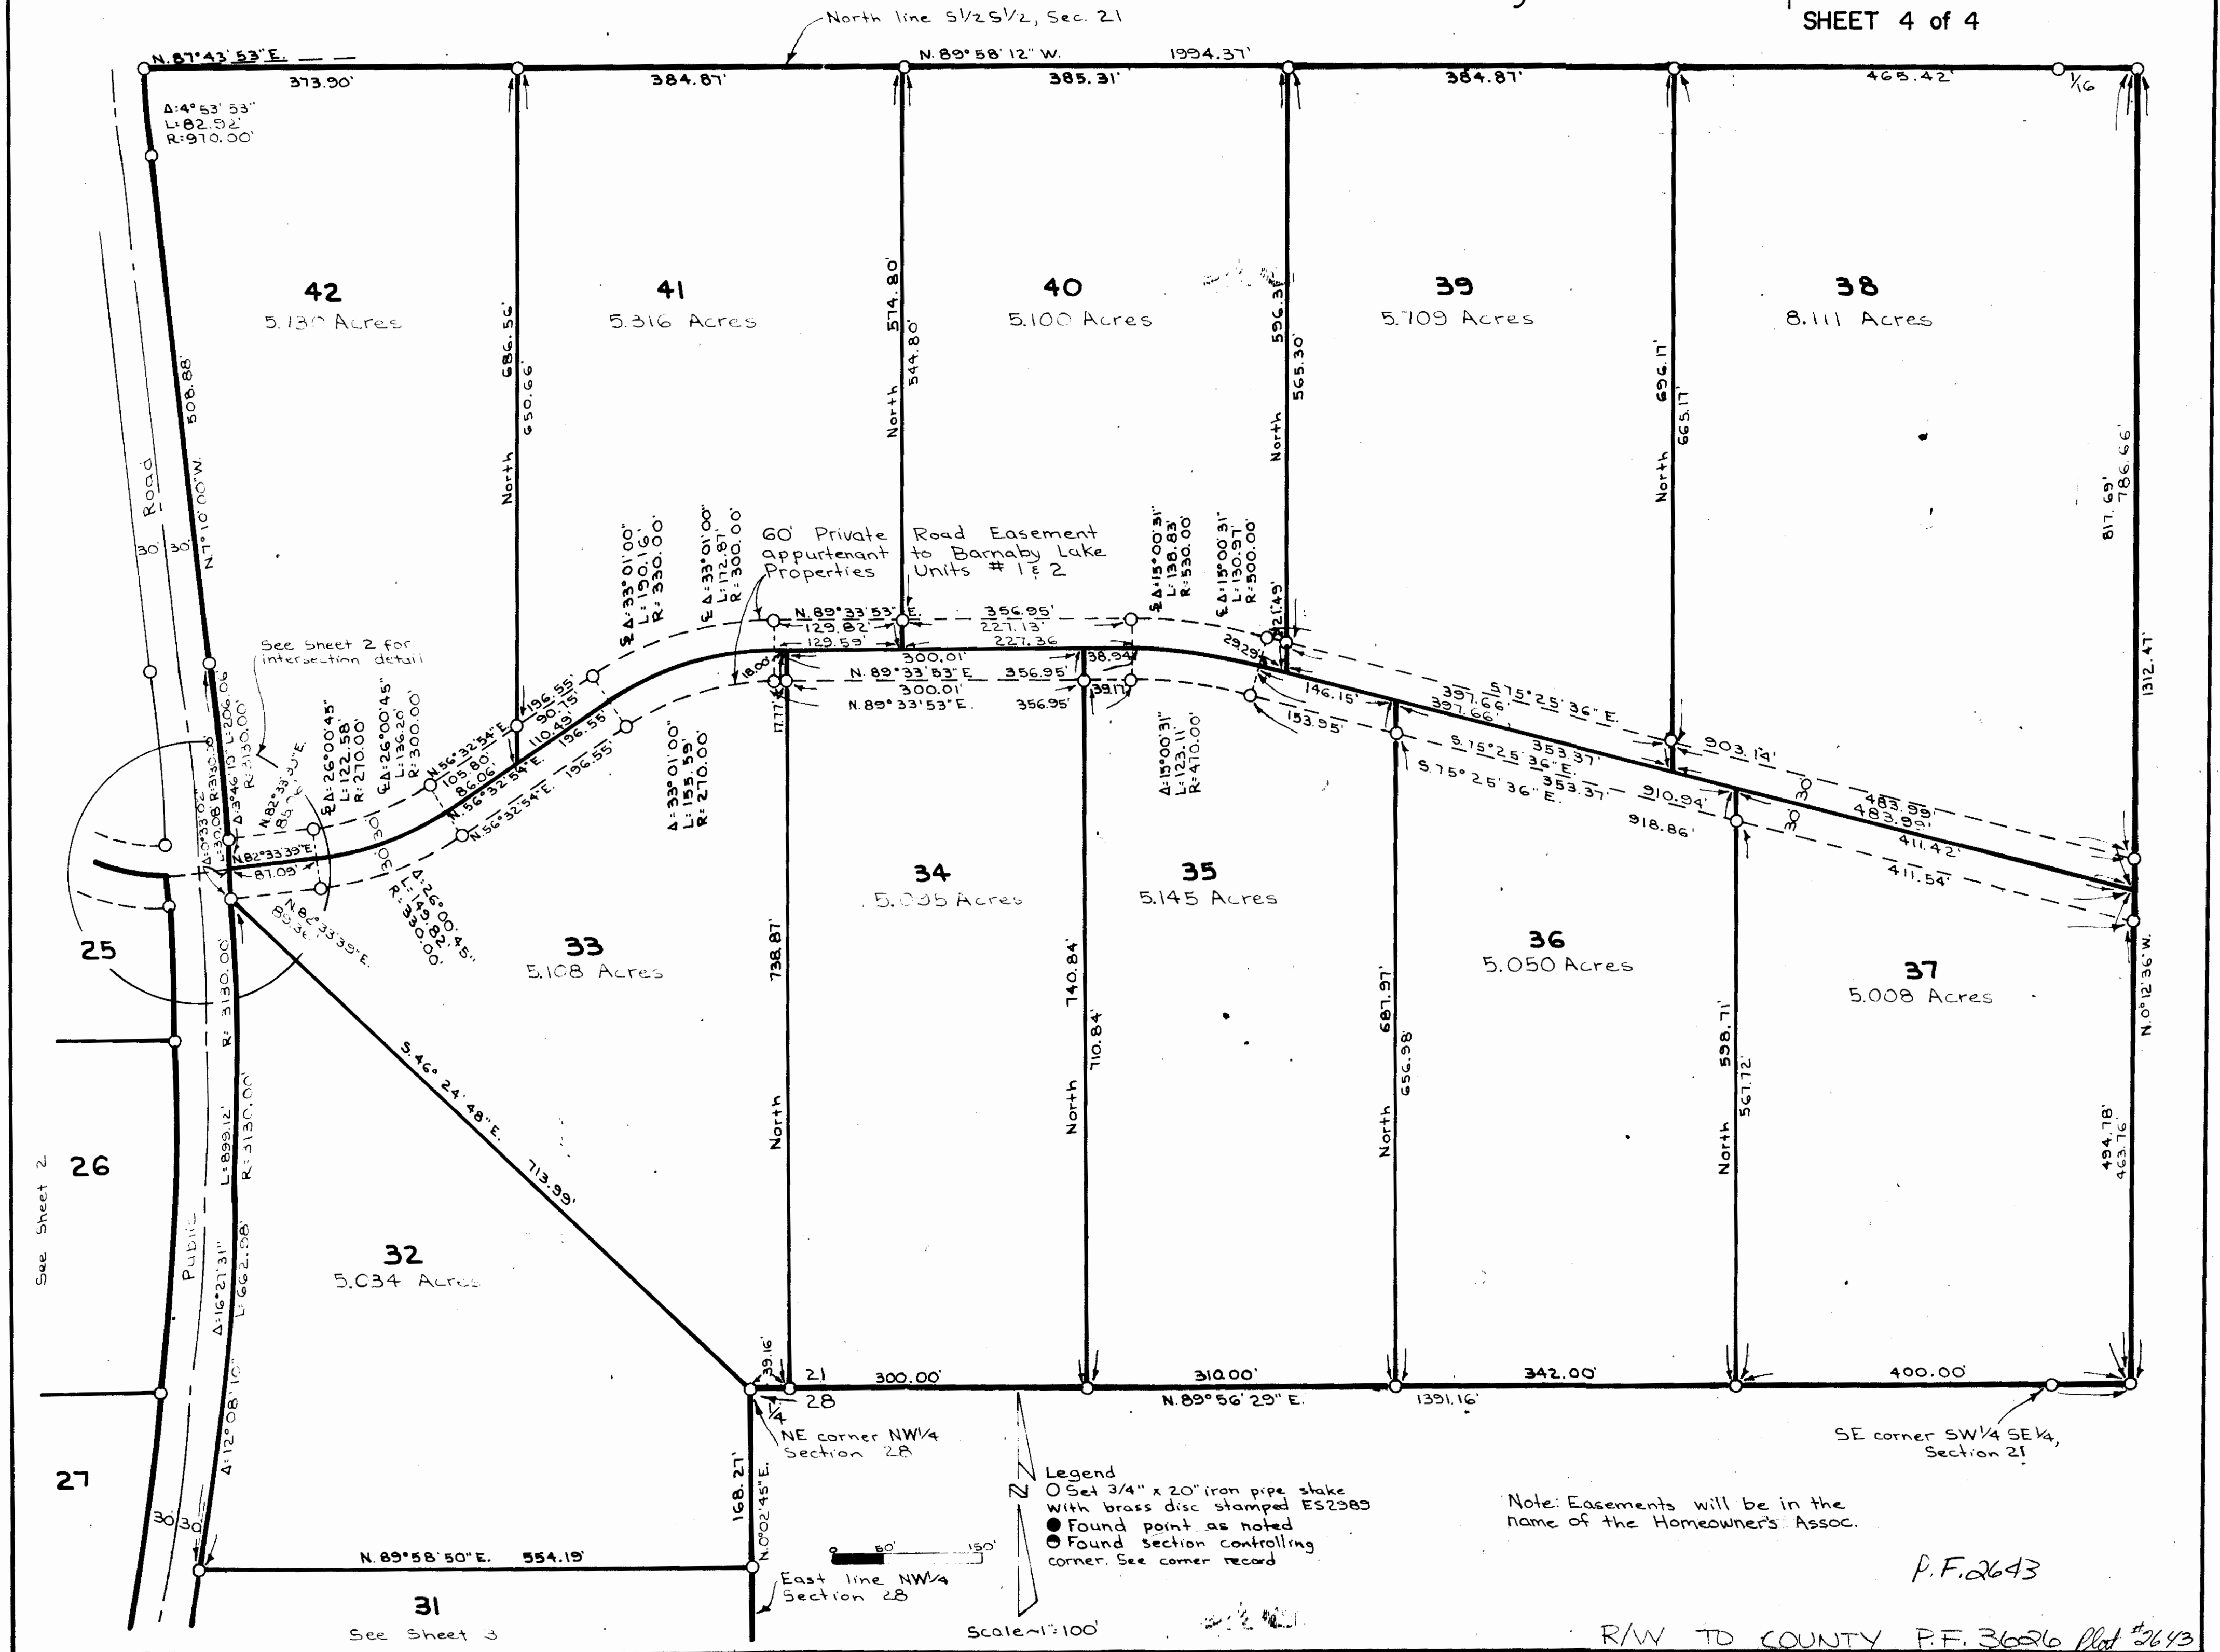 SHEET 4 of 4
North line S1/2 S1/2, Sec. 21
N. 87° 43' 53" E.
N. 89° 58' 12" W. 1994.37'
373.90'
384.87'
385.31'
384.87'
465.42'
1/16
Δ:4° 53' 53"
L=82.92'
R=970.00'
42
41
5.316 Acres
40
5.100 Acres
39
5.709 Acres
38
8.111 Acres
508.88'
N.7° 10' 00" W.
Road
30' 30'
North 686.56'
650.66'
North 574.80'
544.80'
North 596.31'
565.30'
North 696.17'
665.17'
817.69'
786.66'
1312.47'
N.0° 12' 36" W.
60' Private Road Easement
appurtenant to Barnaby Lake
Properties Units # 1 & 2
Δ=33° 01' 00"
L=190.16'
R=330.00'
℄ Δ=33° 01' 00"
L=172.87'
R=300.00'
Δ=15° 00' 31"
L=138.83'
R=530.00'
℄ Δ=15° 00' 31"
L=130.97'
R=500.00'
21.49'
29.29'
N. 89° 33' 53" E. 356.95'
129.82' 227.13'
129.59' 227.36
300.01' 38.94'
N. 89° 33' 53" E 356.95'
300.01' 39.17'
N. 89° 33' 53" E. 356.95'
18.00'
17.77'
See Sheet 2 for
intersection detail
Δ=3° 46' 19" L=206.06'
R=3130.00'
Δ=0° 33' 02"
L=30.08' R=3130.00'
N.82° 33' 39" E
87.09'
N.82° 33' 39" E.
Δ=26° 00' 45"
L=122.58'
R=270.00'
℄ Δ=26° 00' 45"
L=136.20'
R=300.00'
N.56° 32' 54" E. 196.55'
105.80' 90.75'
86.06' 110.49'
N.56° 32' 54" E. 196.55'
N.56° 32' 54" E. 196.55
30' 30'
Δ=26° 00' 45"
L=149.82'
R=330.00'
Δ=33° 01' 00"
L=155.59'
R=270.00'
Δ=15° 00' 31"
L=123.11'
R=470.00'
146.15'
153.95'
S.75° 25' 36" E.
397.66'
397.66'
903.14'
353.37'
S.75° 25' 36" E.
353.37'
S.75° 25' 36" E.
910.94'
918.86'
30'
30'
483.99'
483.99'
411.42'
411.54'
25
26
27
See Sheet 2
33
5.108 Acres
34
35
5.145 Acres
36
5.050 Acres
37
5.008 Acres
32
5.034 Acres
S. 46° 24' 48" E.
713.99'
R= 3130.00'
L=899.12'
R=3130.00'
Public
Δ=16° 27' 31"
L=662.98'
Δ=12° 08' 10"
30' 30'
North 738.87'
North 740.84'
710.84'
North 687.97'
656.98'
North 598.71'
567.72'
494.78'
463.76'
39.16'
21
300.00'
310.00'
342.00'
400.00'
1/4
28
N. 89° 56' 29" E. 1391.16'
NE corner NW1/4
Section 28
SE corner SW1/4 SE1/4,
Section 21
168.27'
N.0° 02' 45" E.
N. 89° 58' 50" E. 554.19'
31
See Sheet 3
East line NW1/4
Section 28
N
Legend
O Set 3/4" x 20" iron pipe stake
with brass disc stamped ES2989
● Found point as noted
Found section controlling
corner. See corner record
0 50' 150'
Scale~1"=100'
Note: Easements will be in the
name of the Homeowner's Assoc.
P.F. 2643
R/W TO COUNTY P.F. 3626 Plat #2643